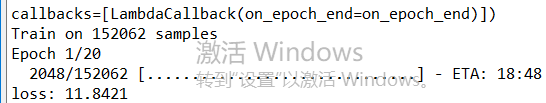 callbacks=[LambdaCallback(on_epoch_end=on_epoch_end)])
Train on 152062 samples
Epoch 1/20
激活 Windows
2048/152062 [..............................] - ETA: 18:48
转到"设置"以激活 Windows。
loss: 11.8421